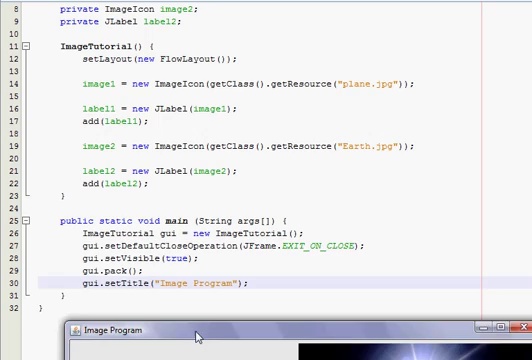 8 private ImageIcon image2;
9 private JLabel label2;
10
11 ImageTutorial() {
12 setLayout(new FlowLayout());
13
14 image1 = new ImageIcon(getClass().getResource("plane.jpg"));
15
16 label1 = new JLabel(image1);
17 add(label1);
18
19 image2 = new ImageIcon(getClass().getResource("Earth.jpg"));
20
21 label2 = new JLabel(image2);
22 add(label2);
23 }
24
25 public static void main (String args[]) {
26 ImageTutorial gui = new ImageTutorial();
27 gui.setDefaultCloseOperation(JFrame.EXIT_ON_CLOSE);
28 gui.setVisible(true);
29 gui.pack();
30 gui.setTitle("Image Program");
31 }
32 }
Image Program